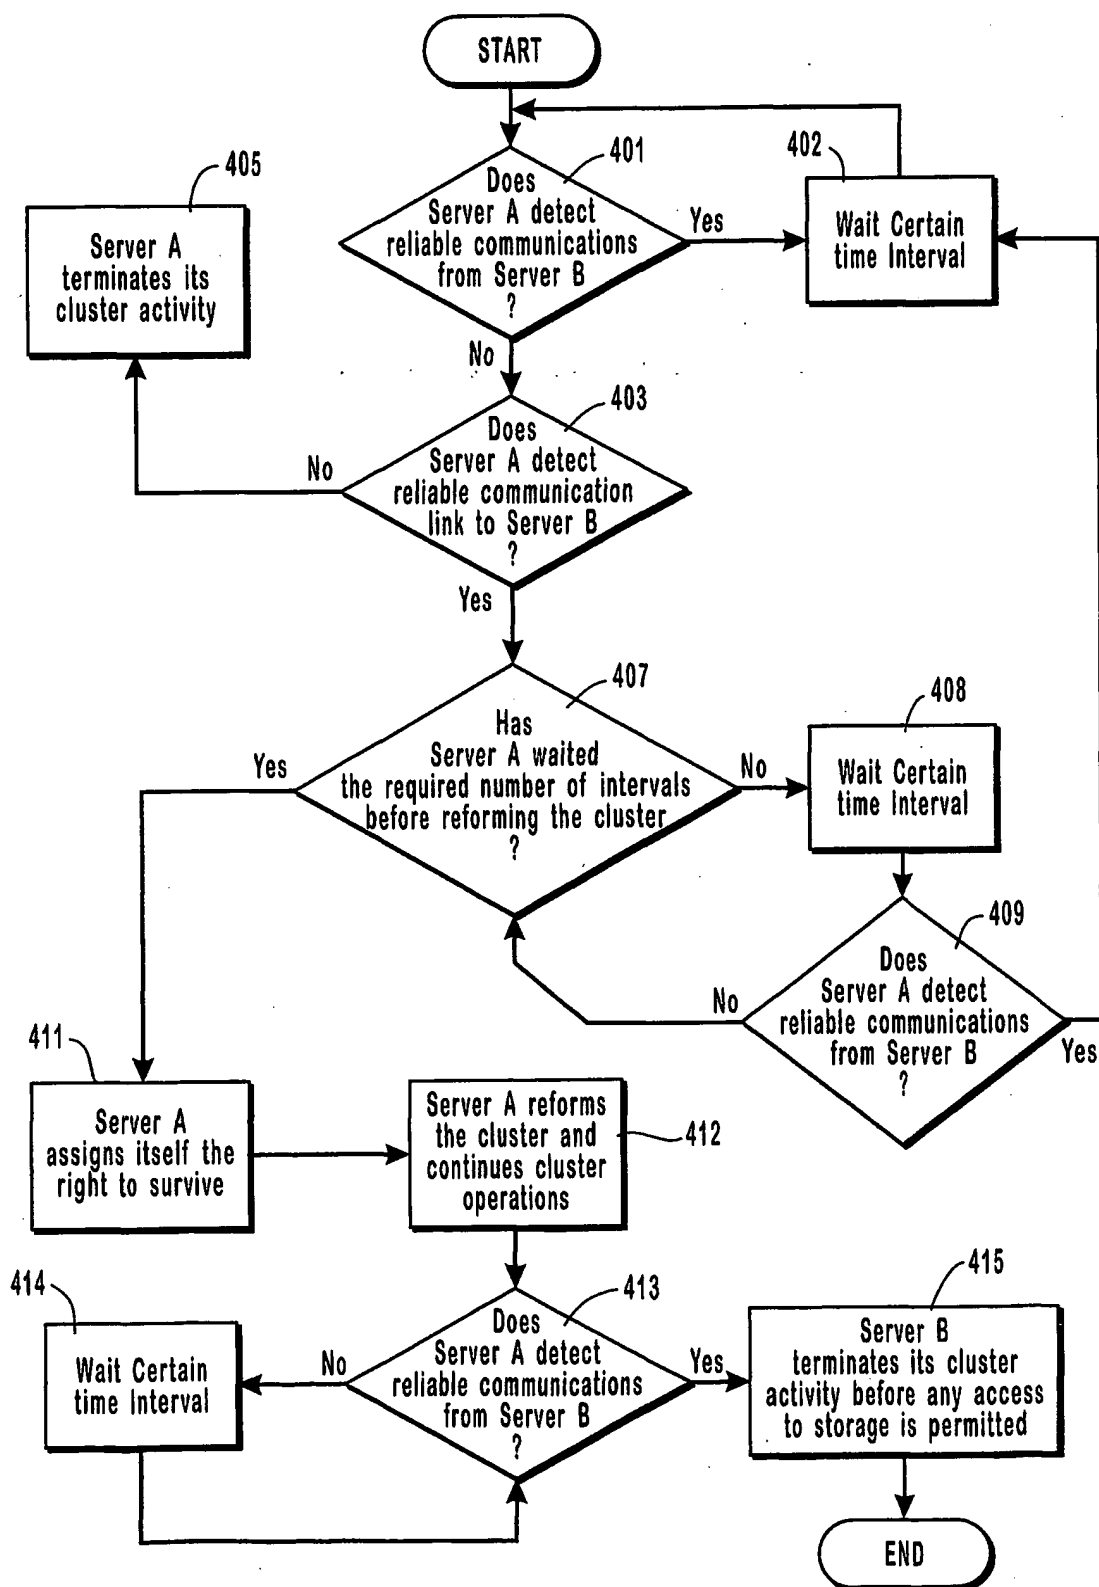 START
401
Does
Server A detect
reliable communications
from Server B
?
Yes
402
Wait Certain
time Interval
405
Server A
terminates its
cluster activity
No
403
Does
Server A detect
reliable communication
link to Server B
?
No
Yes
407
Has
Server A waited
the required number of intervals
before reforming the cluster
?
Yes
No
408
Wait Certain
time Interval
409
Does
Server A detect
reliable communications
from Server B
?
No
Yes
411
Server A
assigns itself the
right to survive
Server A reforms
the cluster and
continues cluster
operations
412
413
Does
Server A detect
reliable communications
from Server B
?
No
Yes
414
Wait Certain
time Interval
415
Server B
terminates its cluster
activity before any access
to storage is permitted
END